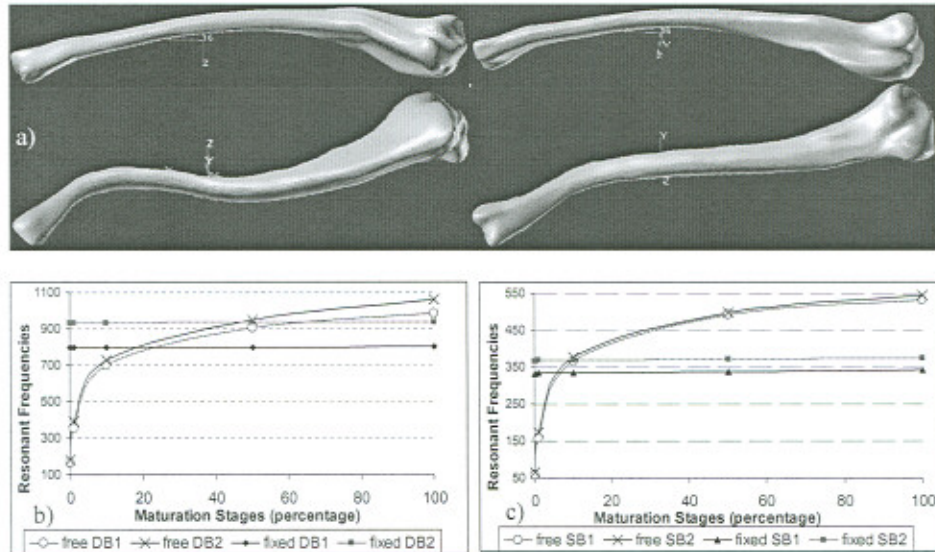 a)
Z
Z
Y
Z
Resonant Frequencies
1100
900
700
500
300
100
0 20 40 60 80 100
b)
Maturation Stages (percentage)
free DB1 free DB2 fixed DB1 fixed DB2
Resonant Frequencies
550
450
350
250
150
50
0 20 40 60 80 100
c)
Maturation Stages (percentage)
free SB1 free SB2 fixed SB1 fixed SB2